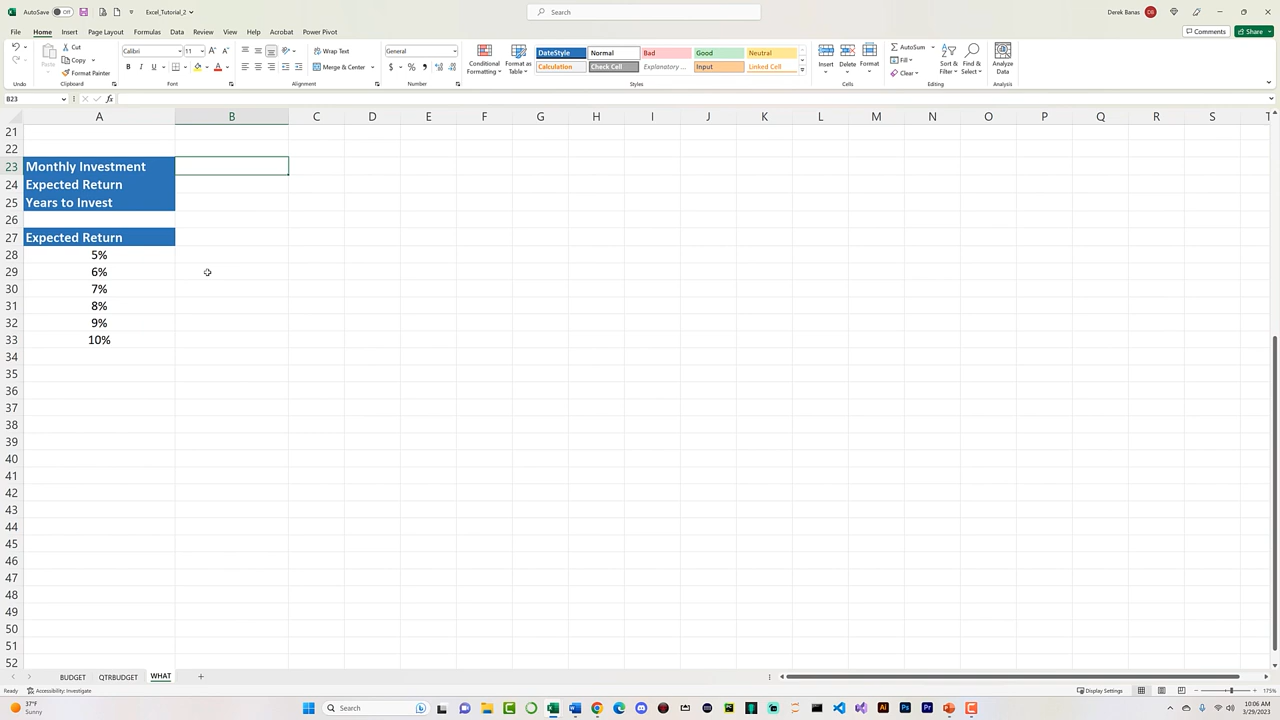 AutoSave Off Excel_Tutorial_2 Search Derek Banas DB
File Home Insert Page Layout Formulas Data Review View Help Acrobat Power Pivot Comments Share
Cut Calibri 11 Wrap Text General DateStyle Normal Bad Good Neutral AutoSum
Copy Fill
Paste Format Painter Merge & Center Conditional Formatting Format as Table Calculation Check Cell Explanatory ... Input Linked Cell Insert Delete Format Clear Sort & Filter Find & Select Analyze Data
Undo Clipboard Font Alignment Number Styles Cells Editing Analysis
B23 fx
A B C D E F G H I J K L M N O P Q R S T
21
22
23 Monthly Investment
24 Expected Return
25 Years to Invest
26
27 Expected Return
28 5%
29 6%
30 7%
31 8%
32 9%
33 10%
34
35
36
37
38
39
40
41
42
43
44
45
46
47
48
49
50
51
52
BUDGET QTRBUDGET WHAT
Ready Accessibility: Investigate Display Settings 175%
37°F
Sunny
Search
10:06 AM
3/29/2023